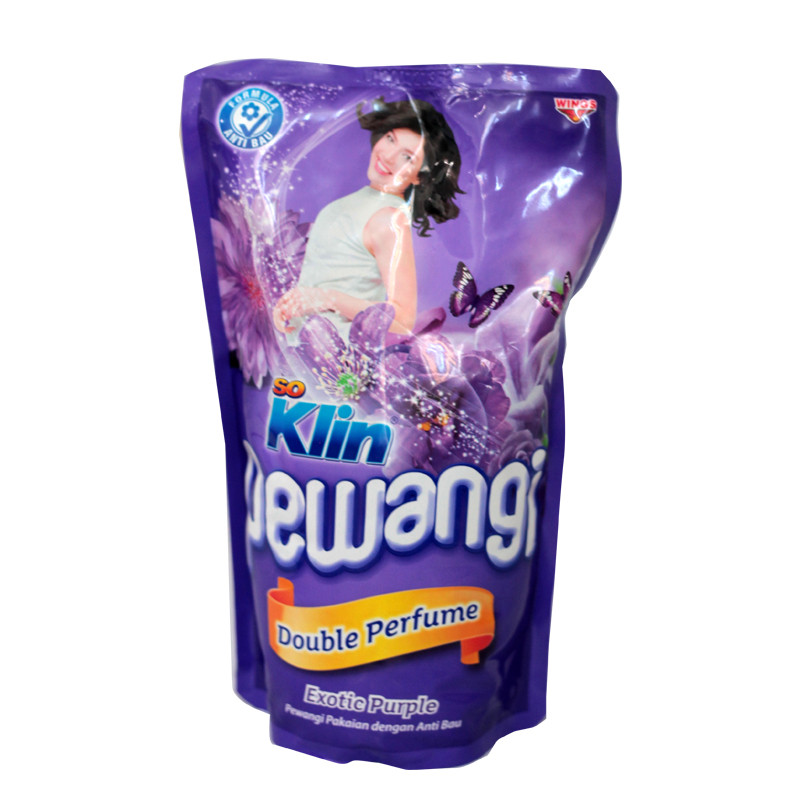 FORMULA
ANTI BAU
WINGS
SO
Klin
Pewangi
Double Perfume
Exotic Purple
Pewangi Pakaian dengan Anti Bau